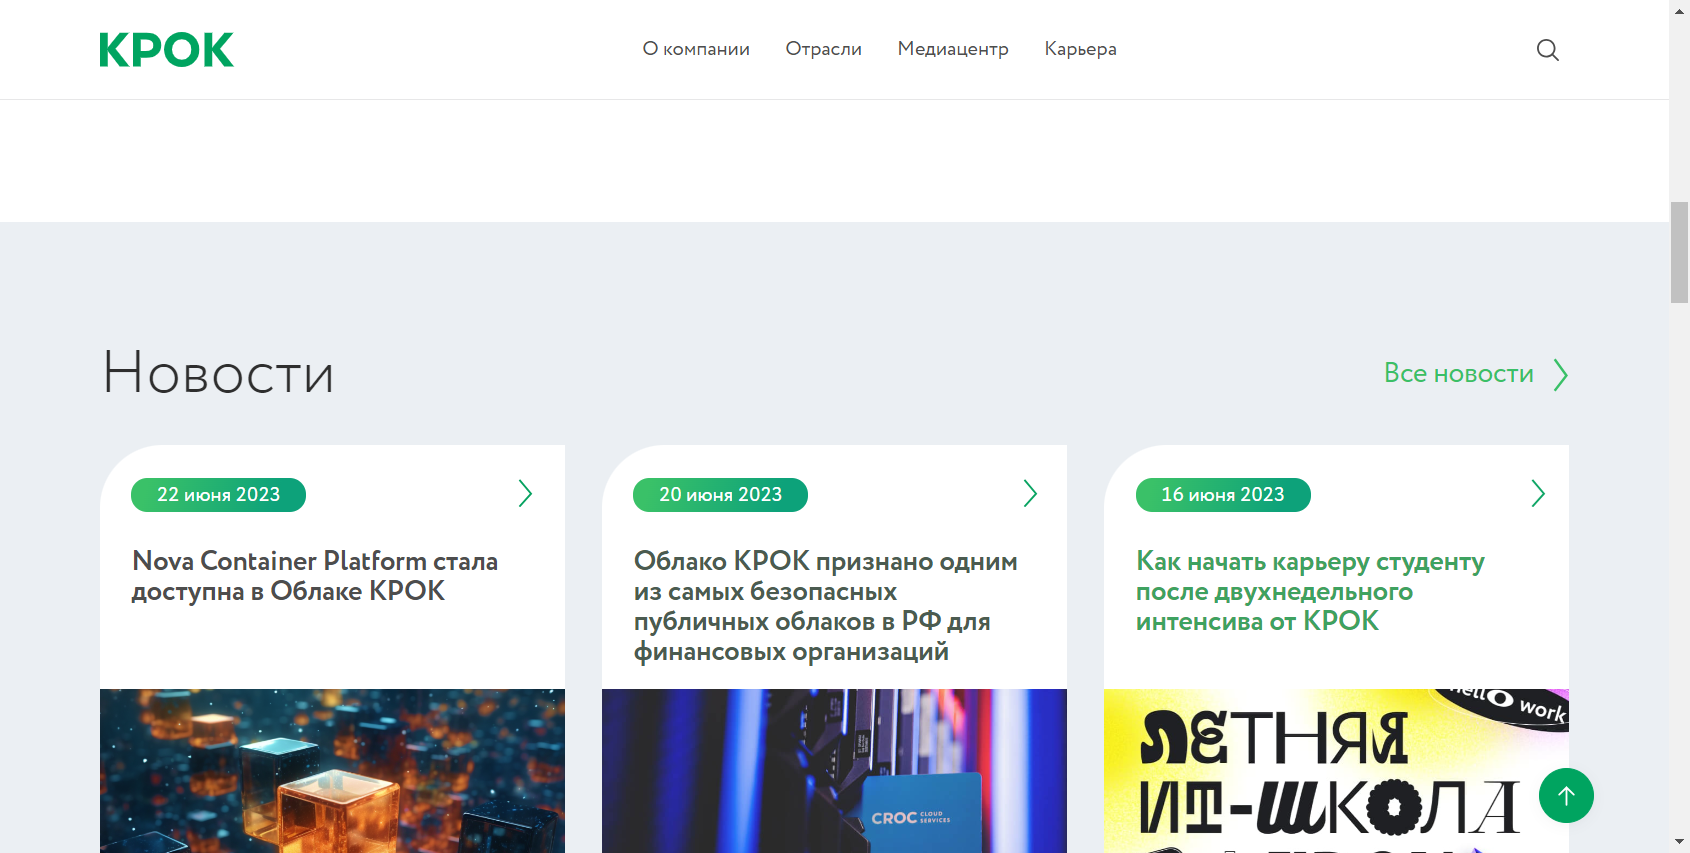 КРОК
О компании
Отрасли
Медиацентр
Карьера
Новости
Все новости
22 июня 2023
Nova Container Platform стала
доступна в Облаке КРОК
20 июня 2023
Облако КРОК признано одним
из самых безопасных
публичных облаков в РФ для
финансовых организаций
CROC CLOUD
SERVICES
16 июня 2023
Как начать карьеру студенту
после двухнедельного
интенсива от КРОК
hellO work
ЛЕТНЯЯ
ИТ-ШКОЛА